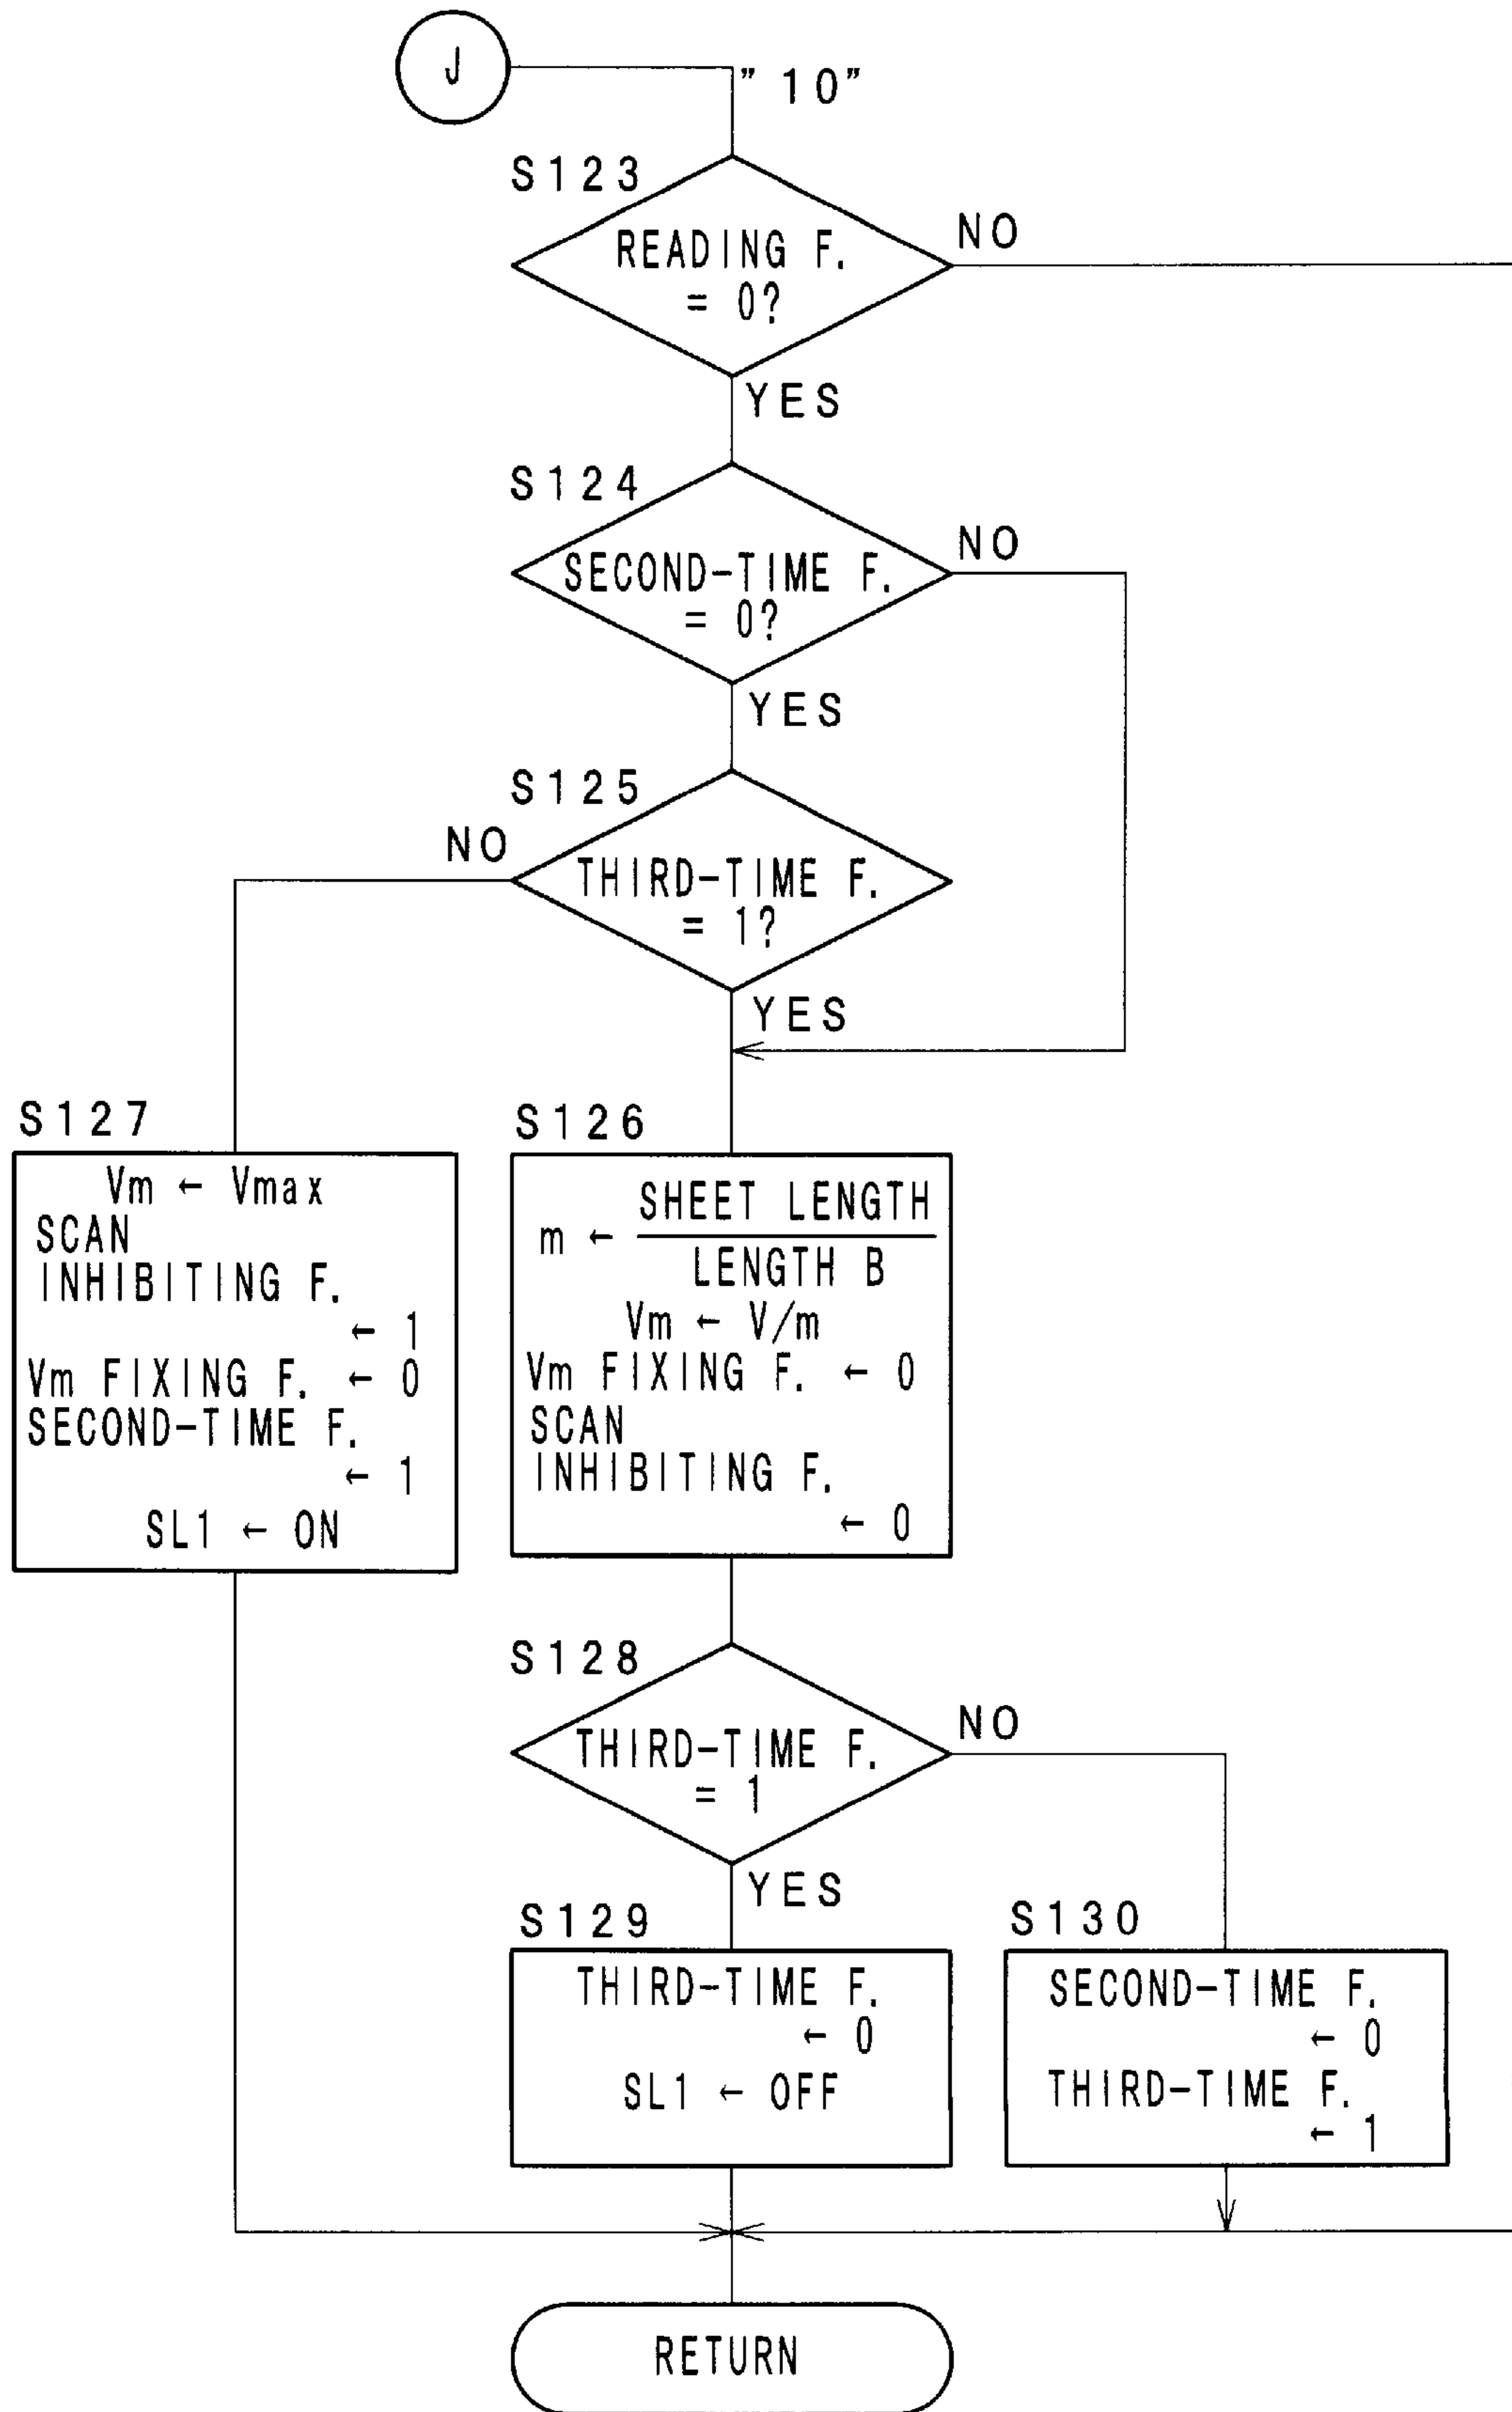 J
" 10"
S123
READING F.
= 0?
NO
YES
S124
SECOND-TIME F.
= 0?
NO
YES
S125
THIRD-TIME F.
= 1?
NO
YES
S127
Vm ← Vmax
SCAN
INHIBITING F.
← 1
Vm FIXING F. ← 0
SECOND-TIME F.
← 1
SL1 ← ON
S126
m ← SHEET LENGTH
LENGTH B
Vm ← V/m
Vm FIXING F. ← 0
SCAN
INHIBITING F.
← 0
S128
THIRD-TIME F.
= 1
NO
YES
S129
THIRD-TIME F.
← 0
SL1 ← OFF
S130
SECOND-TIME F.
← 0
THIRD-TIME F.
← 1
RETURN